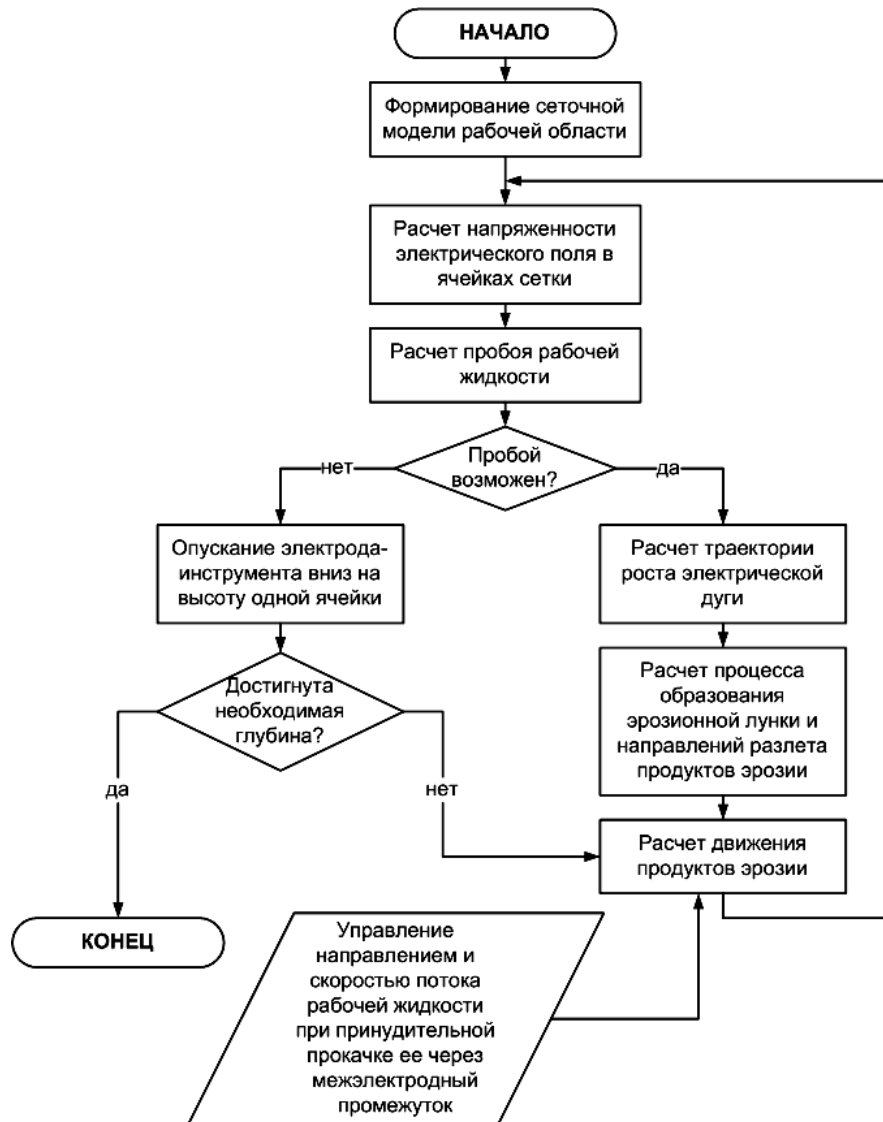 НАЧАЛО
Формирование сеточной
модели рабочей области
Расчет напряженности
электрического поля в
ячейках сетки
Расчет пробоя рабочей
жидкости
Пробой
возможен?
нет
да
Опускание электрода-
инструмента вниз на
высоту одной ячейки
Расчет траектории
роста электрической
дуги
Достигнута
необходимая
глубина?
Расчет процесса
образования
эрозионной лунки и
направлений разлета
продуктов эрозии
да
нет
Расчет движения
продуктов эрозии
КОНЕЦ
Управление
направлением и
скоростью потока
рабочей жидкости
при принудительной
прокачке ее через
межэлектродный
промежуток